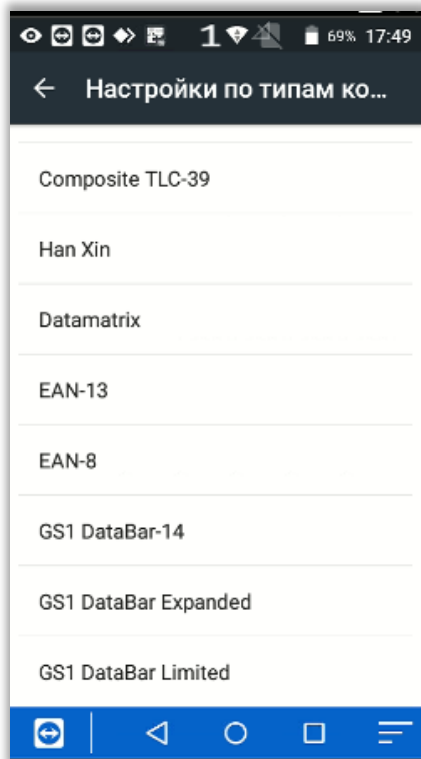 1 69% 17:49
Настройки по типам ко...
Composite TLC-39
Han Xin
Datamatrix
EAN-13
EAN-8
GS1 DataBar-14
GS1 DataBar Expanded
GS1 DataBar Limited